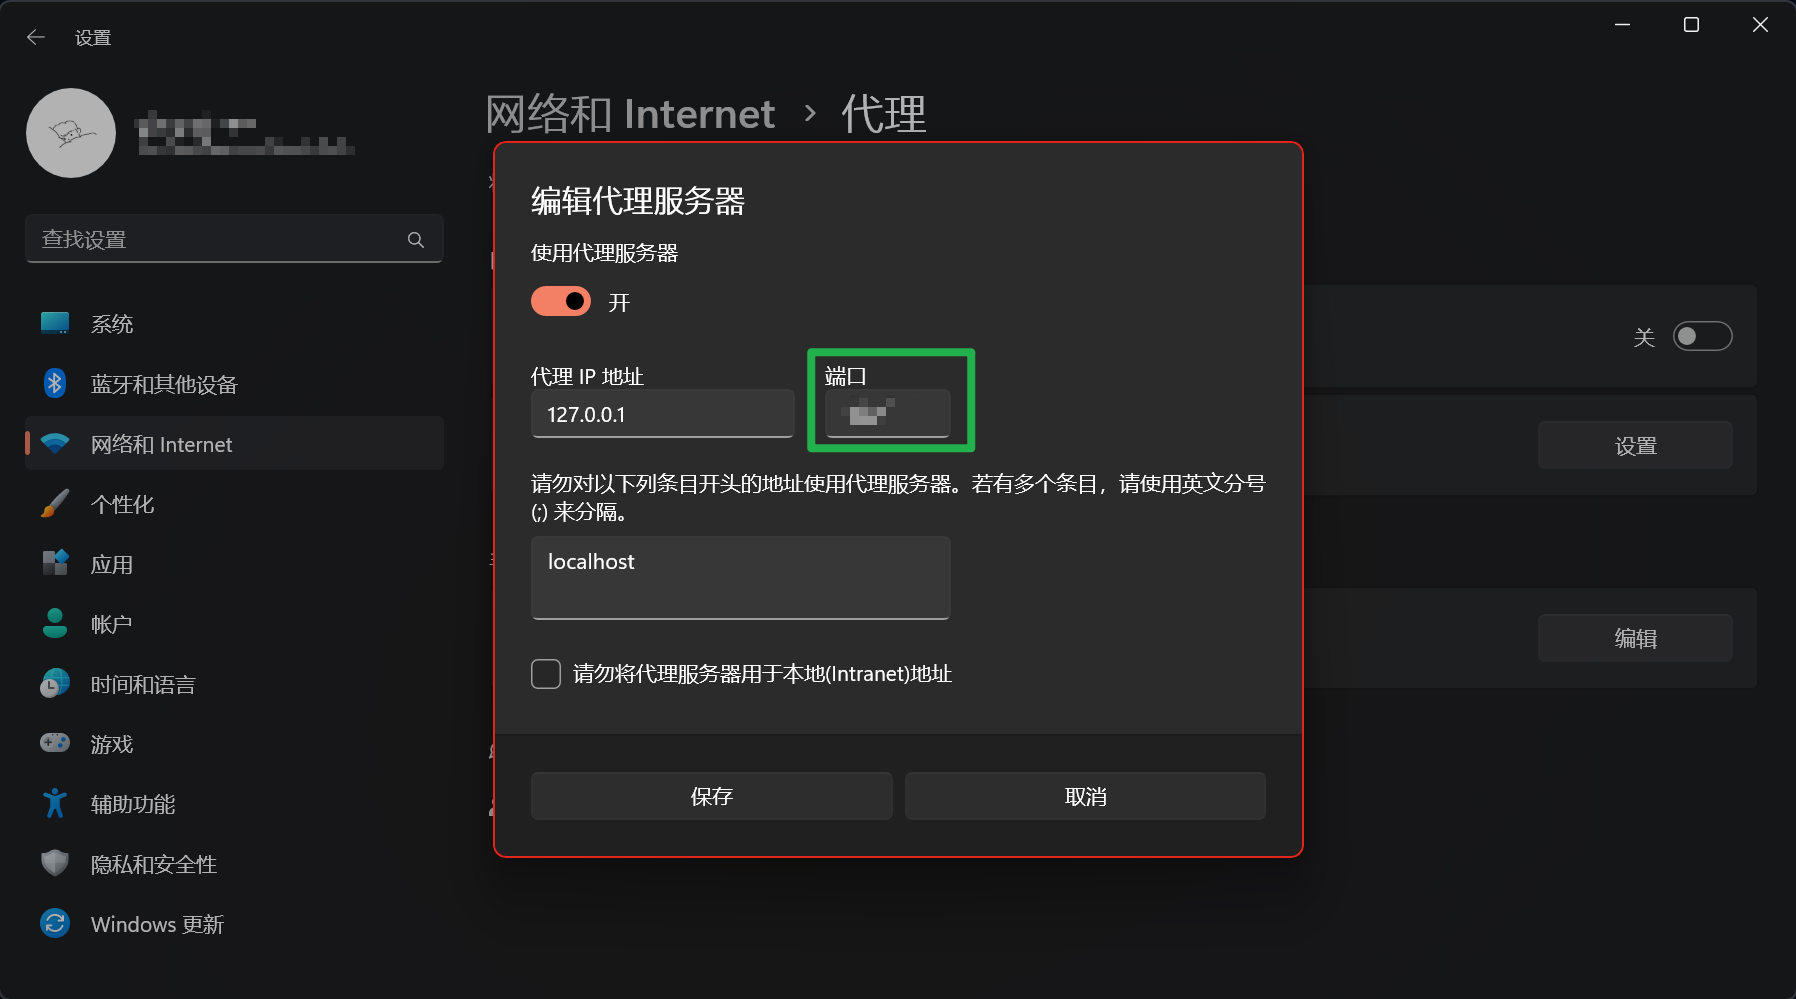 设置
网络和 Internet › 代理
查找设置
系统
蓝牙和其他设备
网络和 Internet
个性化
应用
帐户
时间和语言
游戏
辅助功能
隐私和安全性
Windows 更新
编辑代理服务器
使用代理服务器
开
代理 IP 地址
端口
127.0.0.1
请勿对以下列条目开头的地址使用代理服务器。若有多个条目，请使用英文分号
(;) 来分隔。
localhost
请勿将代理服务器用于本地(Intranet)地址
保存
取消
关
设置
编辑